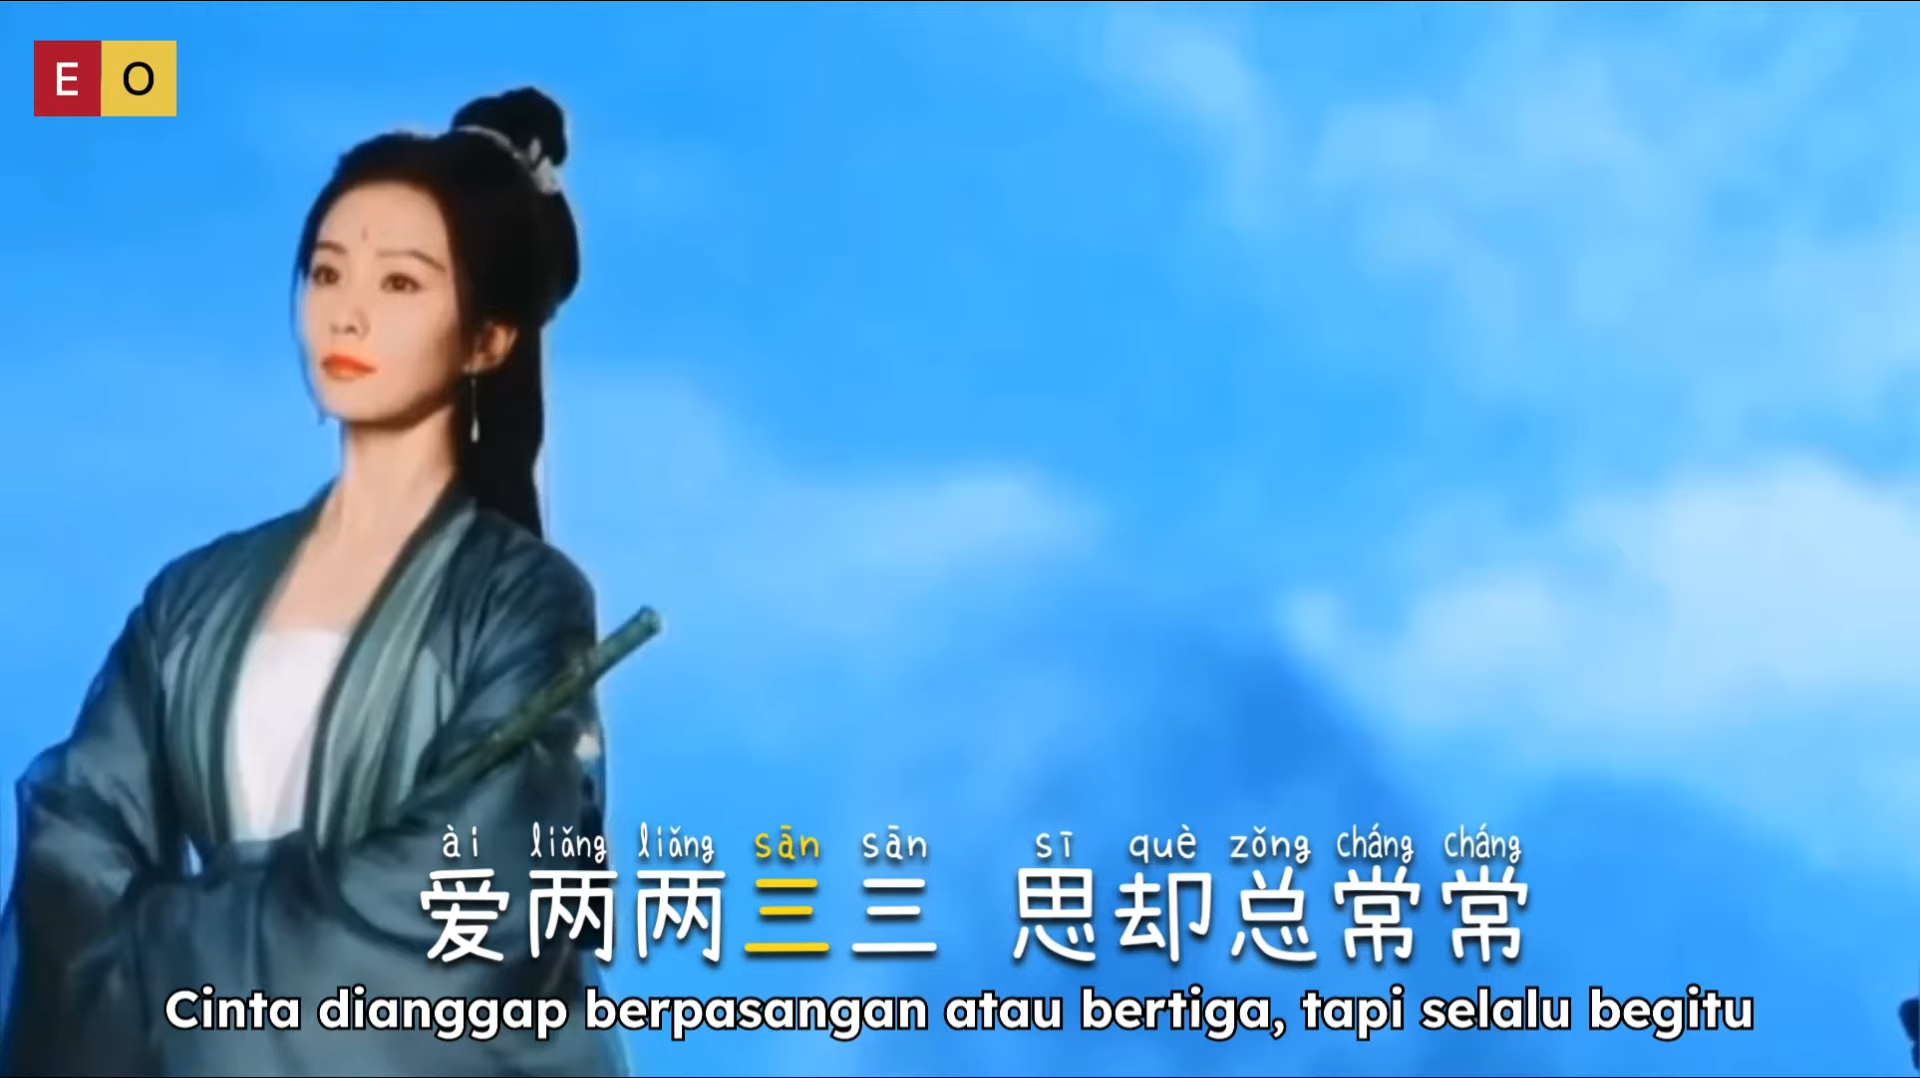 E O
ài liǎng liǎng sān sān sī què zǒng cháng cháng
爱两两三三 思却总常常
Cinta dianggap berpasangan atau bertiga, tapi selalu begitu